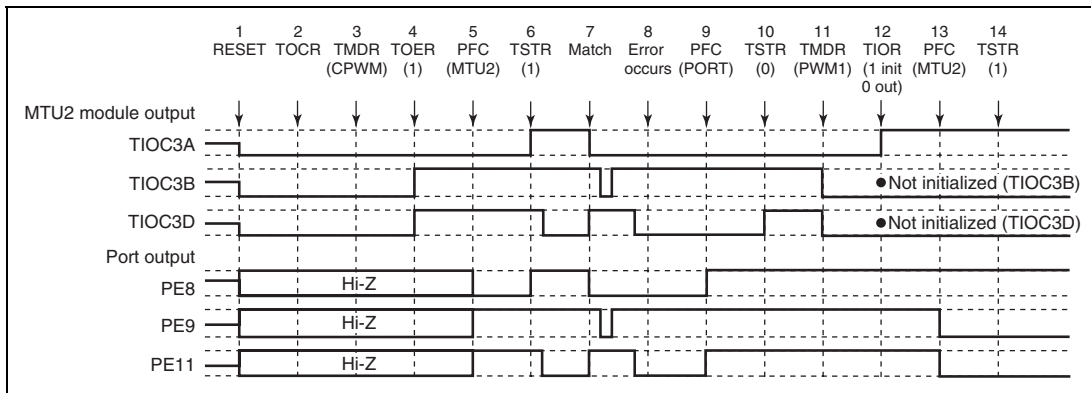 1 2 3 4 5 6 7 8 9 10 11 12 13 14
RESET TOCR TMDR TOER PFC TSTR Match Error PFC TSTR TMDR TIOR PFC TSTR
(CPWM) (1) (MTU2) (1) occurs (PORT) (0) (PWM1) (1 init (MTU2) (1)
0 out)
MTU2 module output
TIOC3A
TIOC3B
●Not initialized (TIOC3B)
TIOC3D
●Not initialized (TIOC3D)
Port output
PE8
Hi-Z
PE9
Hi-Z
PE11
Hi-Z